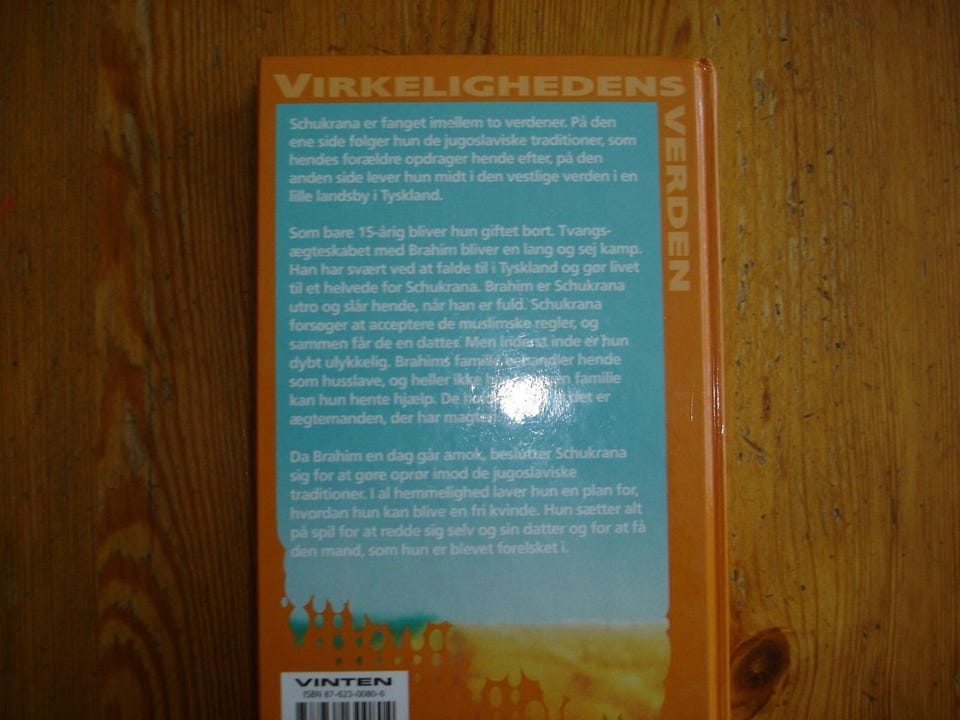 VIRKELIGHEDENS
VERDEN
Schukrana er fanget imellem to verdener. På den
ene side følger hun de jugoslaviske traditioner, som
hendes forældre opdrager hende efter, på den
anden side lever hun midt i den vestlige verden i en
lille landsby i Tyskland.
Som bare 15-årig bliver hun giftet bort. Tvangs-
ægteskabet med Brahim bliver en lang og sej kamp.
Han har svært ved at falde til i Tyskland og gør livet
til et helvede for Schukrana. Brahim er Schukrana
utro og slår hende, når han er fuld. Schukrana
forsøger at acceptere de muslimske regler, og
sammen får de en datter. Men inderst inde er hun
dybt ulykkelig. Brahims familie behandler hende
som husslave, og heller ikke familie
kan hun hente hjælp. De det er
ægtemanden, der har
Da Brahim en dag går amok, beslutter Schukrana
sig for at gøre oprør imod de jugoslaviske
traditioner. I al hemmelighed laver hun en plan for,
hvordan hun kan blive en fri kvinde. Hun sætter alt
på spil for at redde sig selv og sin datter og for at få
den mand, som hun er blevet forelsket i.
VINTEN
ISBN 87-623-0080-6